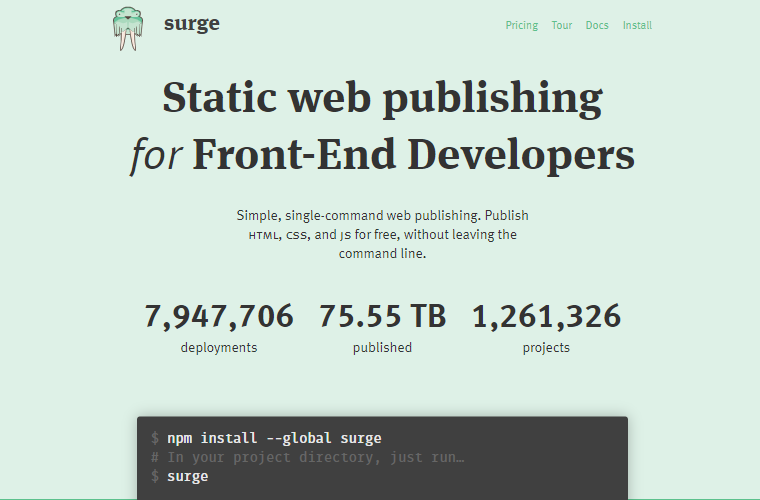 surge
Pricing Tour Docs Install
Static web publishing
for Front-End Developers
Simple, single-command web publishing. Publish
HTML, CSS, and JS for free, without leaving the
command line.
7,947,706 75.55 TB 1,261,326
deployments published projects
$ npm install --global surge
# In your project directory, just run…
$ surge